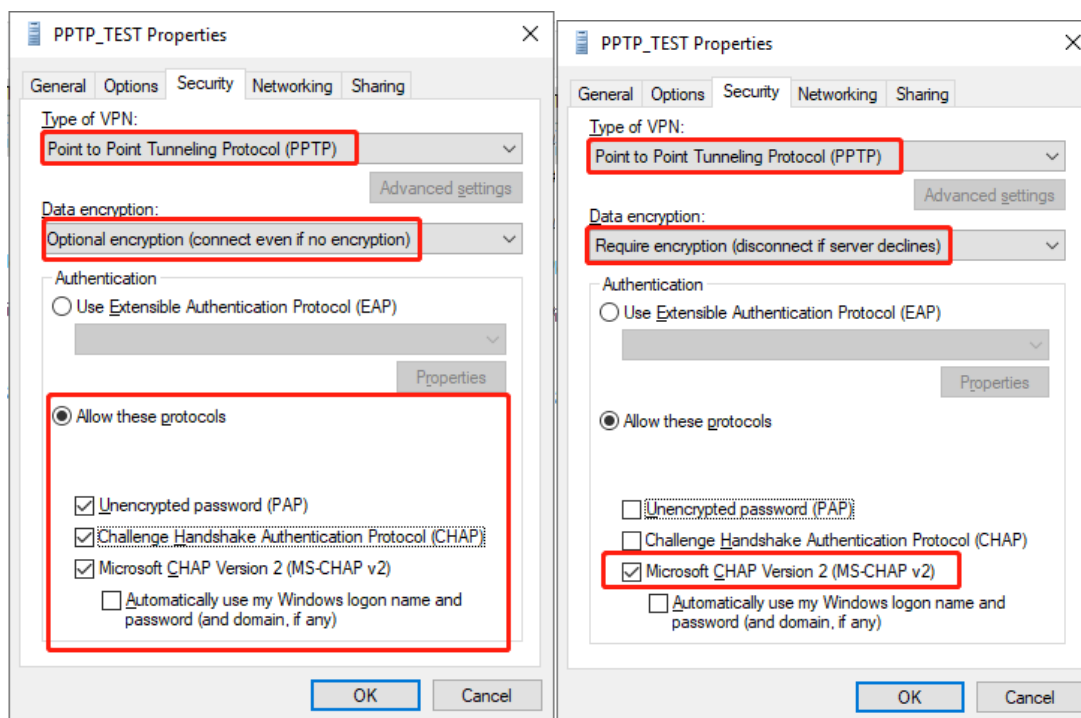 PPTP_TEST Properties
General Options Security Networking Sharing
Type of VPN:
Point to Point Tunneling Protocol (PPTP)
Advanced settings
Data encryption:
Optional encryption (connect even if no encryption)
Authentication
Use Extensible Authentication Protocol (EAP)
Properties
Allow these protocols
Unencrypted password (PAP)
Challenge Handshake Authentication Protocol (CHAP)
Microsoft CHAP Version 2 (MS-CHAP v2)
Automatically use my Windows logon name and
password (and domain, if any)
OK Cancel
PPTP_TEST Properties
General Options Security Networking Sharing
Type of VPN:
Point to Point Tunneling Protocol (PPTP)
Advanced settings
Data encryption:
Require encryption (disconnect if server declines)
Authentication
Use Extensible Authentication Protocol (EAP)
Properties
Allow these protocols
Unencrypted password (PAP)
Challenge Handshake Authentication Protocol (CHAP)
Microsoft CHAP Version 2 (MS-CHAP v2)
Automatically use my Windows logon name and
password (and domain, if any)
OK Cancel